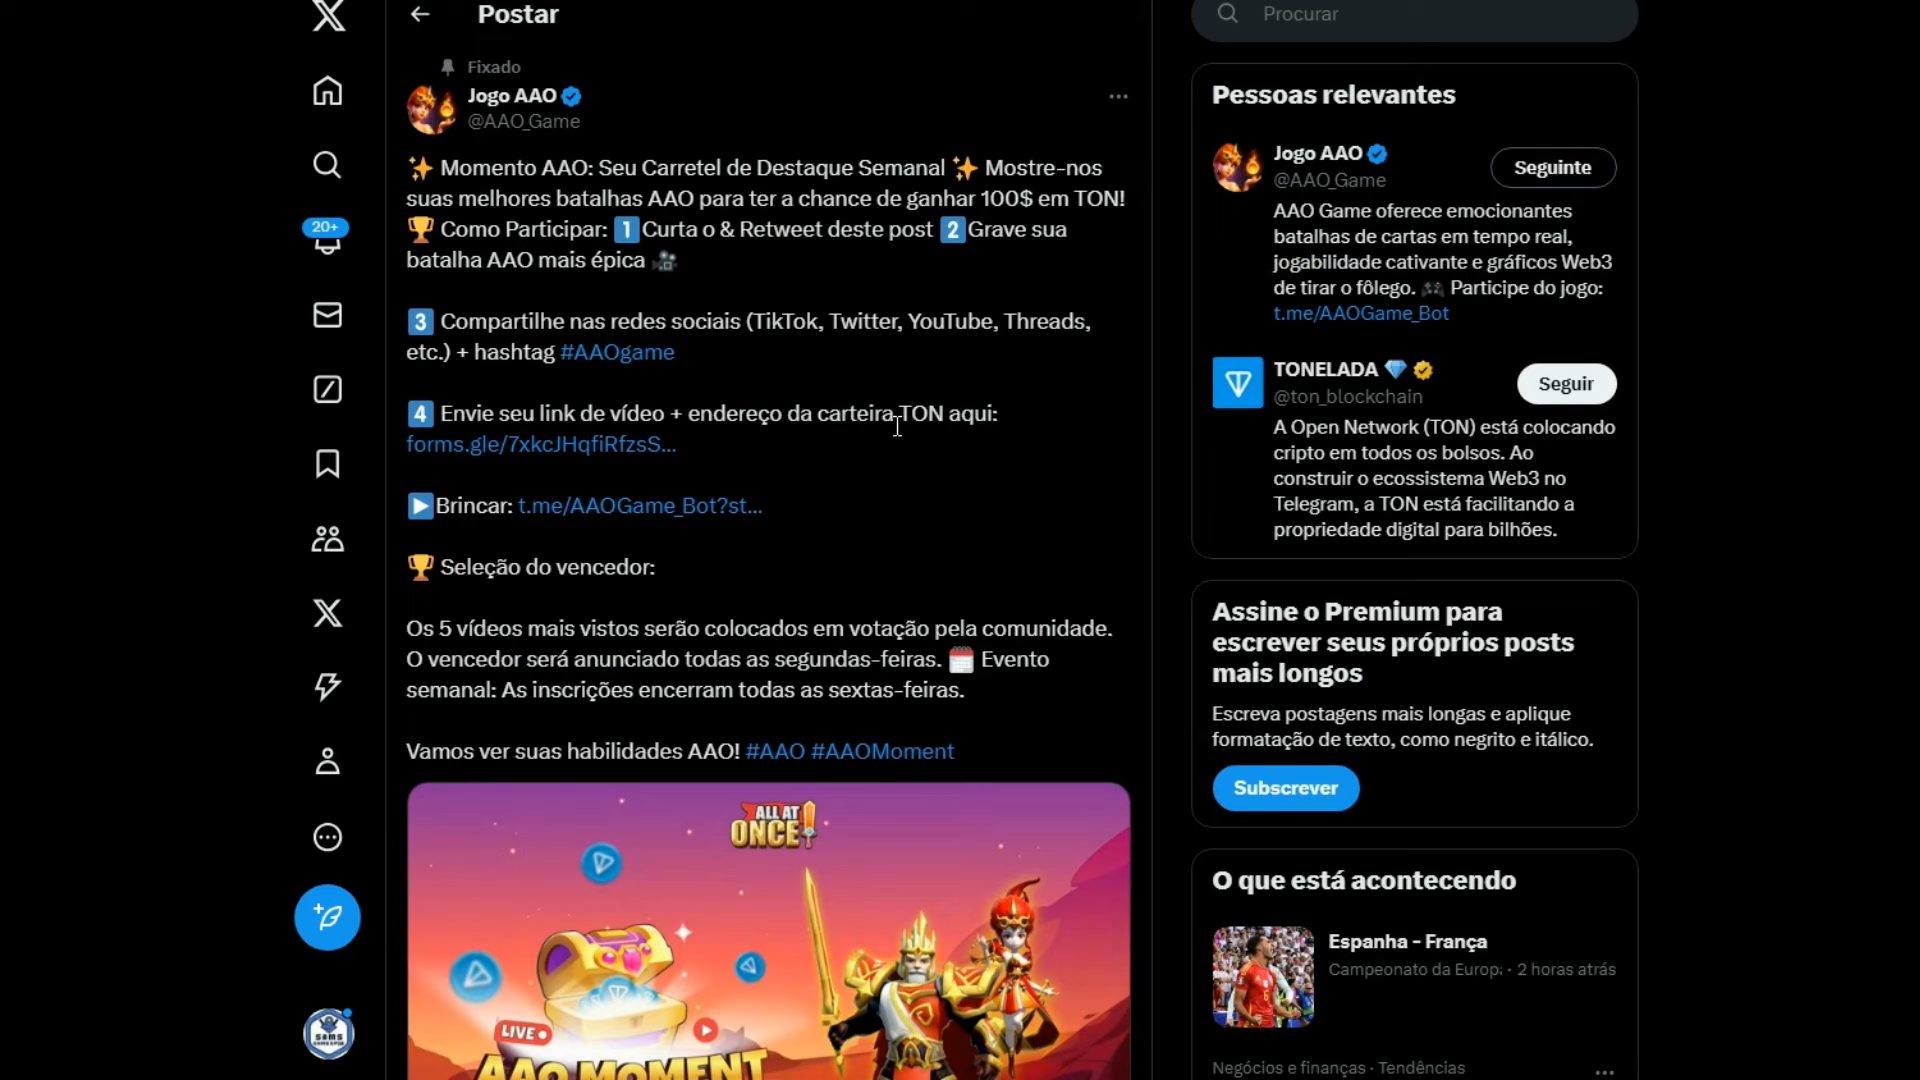 Postar
Fixado
Jogo AAO
@AAO_Game
✨ Momento AAO: Seu Carretel de Destaque Semanal ✨ Mostre-nos
suas melhores batalhas AAO para ter a chance de ganhar 100$ em TON!
🏆 Como Participar: 1️⃣Curta o & Retweet deste post 2️⃣Grave sua
batalha AAO mais épica 🎥
3️⃣ Compartilhe nas redes sociais (TikTok, Twitter, YouTube, Threads,
etc.) + hashtag #AAOgame
4️⃣ Envie seu link de vídeo + endereço da carteira TON aqui:
forms.gle/7xkcJHqfiRfzsS...
▶️Brincar: t.me/AAOGame_Bot?st...
🏆 Seleção do vencedor:
Os 5 vídeos mais vistos serão colocados em votação pela comunidade.
O vencedor será anunciado todas as segundas-feiras. 🗓️ Evento
semanal: As inscrições encerram todas as sextas-feiras.
Vamos ver suas habilidades AAO! #AAO #AAOMoment
ALL AT
ONCE!
LIVE
AAO MOMENT
20+
SAMS
Procurar
Pessoas relevantes
Jogo AAO
@AAO_Game
Seguinte
AAO Game oferece emocionantes
batalhas de cartas em tempo real,
jogabilidade cativante e gráficos Web3
de tirar o fôlego. 🎮 Participe do jogo:
t.me/AAOGame_Bot
TONELADA 💎
@ton_blockchain
Seguir
A Open Network (TON) está colocando
cripto em todos os bolsos. Ao
construir o ecossistema Web3 no
Telegram, a TON está facilitando a
propriedade digital para bilhões.
Assine o Premium para
escrever seus próprios posts
mais longos
Escreva postagens mais longas e aplique
formatação de texto, como negrito e itálico.
Subscrever
O que está acontecendo
Espanha - França
Campeonato da Europ · 2 horas atrás
Negócios e finanças · Tendências